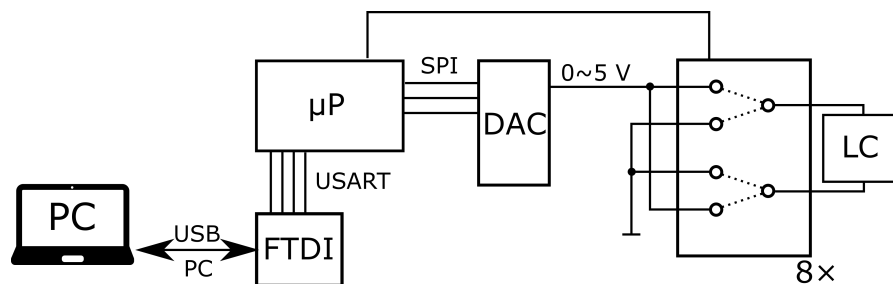 SPI
0~5 V
µP
DAC
LC
USART
PC
USB
FTDI
PC
8×